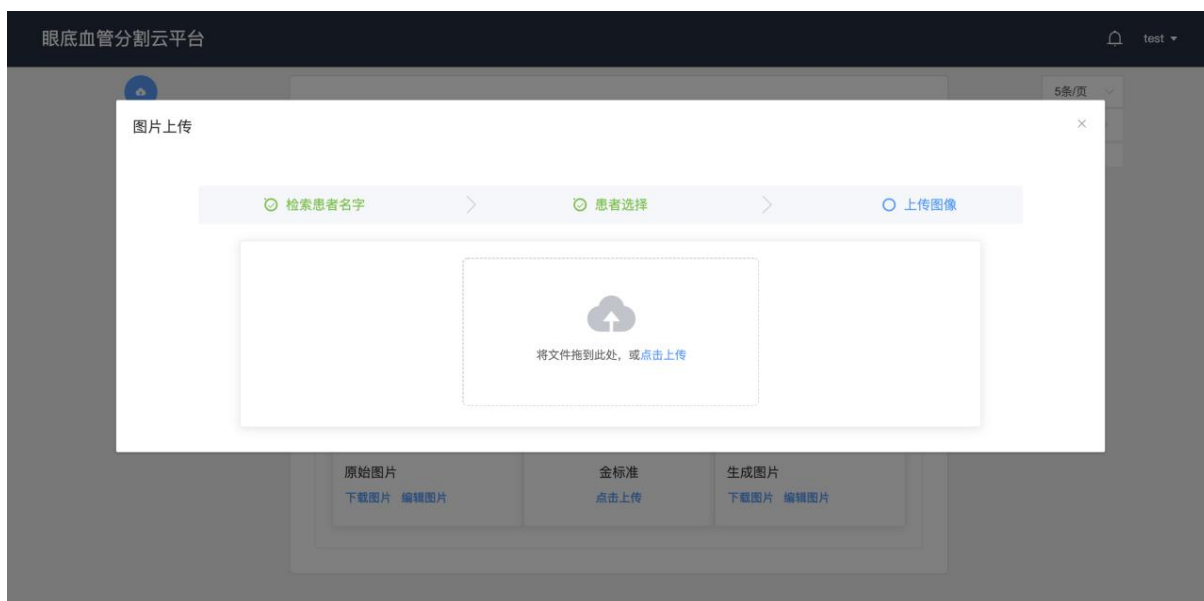 眼底血管分割云平台
test
5条/页
图片上传
检索患者名字
患者选择
上传图像
将文件拖到此处，或点击上传
原始图片 金标准 生成图片
下载图片 编辑图片 点击上传 下载图片 编辑图片